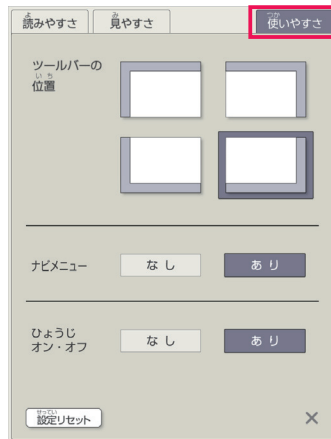 読みやすさ 見やすさ 使いやすさ
ツールバーの
位置
ナビメニュー なし あり
ひょうじ
オン・オフ なし あり
設定リセット ×